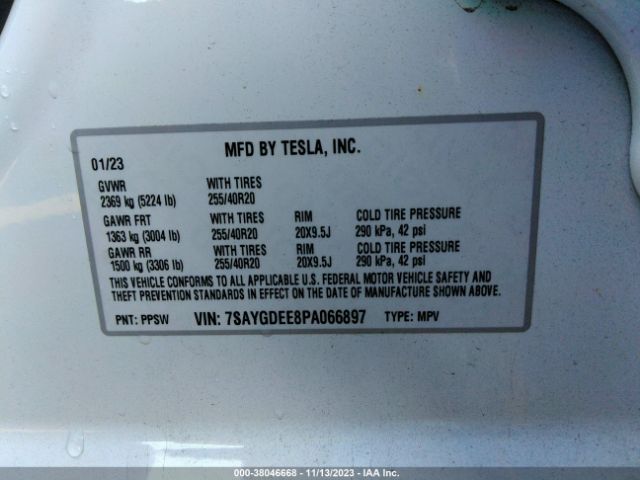 MFD BY TESLA, INC.
01/23
GVWR WITH TIRES
2369 kg (5224 lb) 255/40R20
GAWR FRT WITH TIRES RIM COLD TIRE PRESSURE
1363 kg (3004 lb) 255/40R20 20X9.5J 290 kPa, 42 psi
GAWR RR WITH TIRES RIM COLD TIRE PRESSURE
1500 kg (3306 lb) 255/40R20 20X9.5J 290 kPa, 42 psi
THIS VEHICLE CONFORMS TO ALL APPLICABLE U.S. FEDERAL MOTOR VEHICLE SAFETY AND
THEFT PREVENTION STANDARDS IN EFFECT ON THE DATE OF MANUFACTURE SHOWN ABOVE.
PNT: PPSW VIN: 7SAYGDEE8PA066897 TYPE: MPV
000-38046668 - 11/13/2023 - IAA Inc.